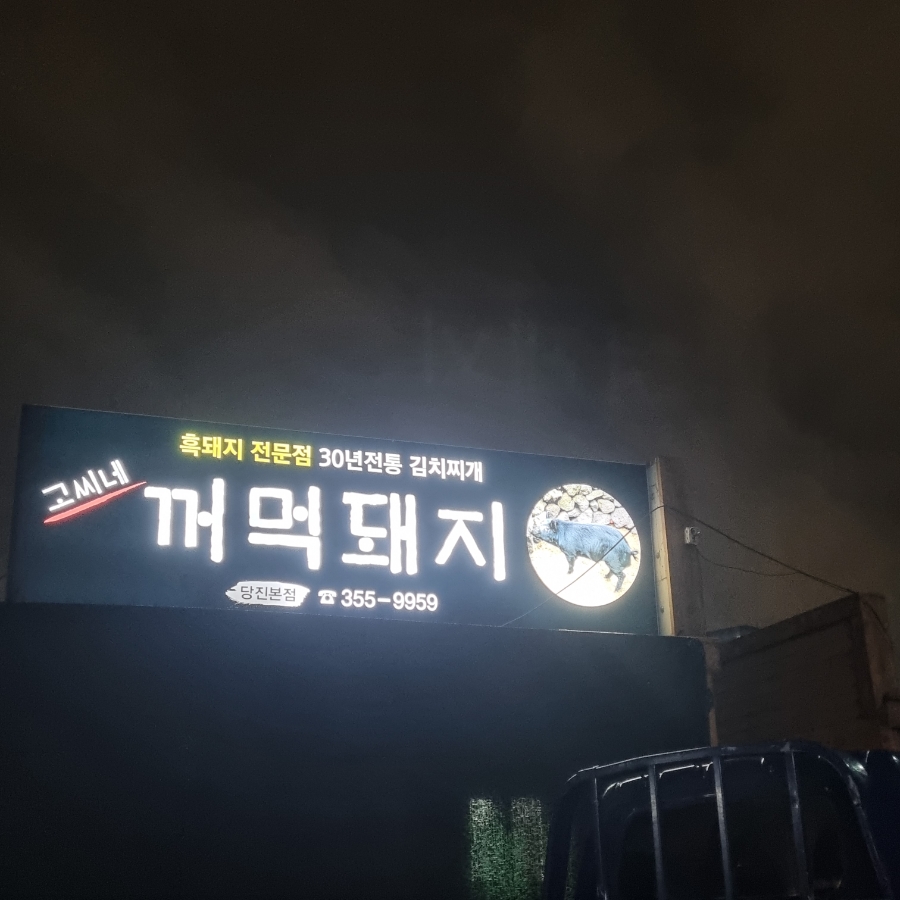 흑돼지 전문점 30년전통 김치찌개
고씨네
꺼먹돼지
당진본점 ☎ 355-9959